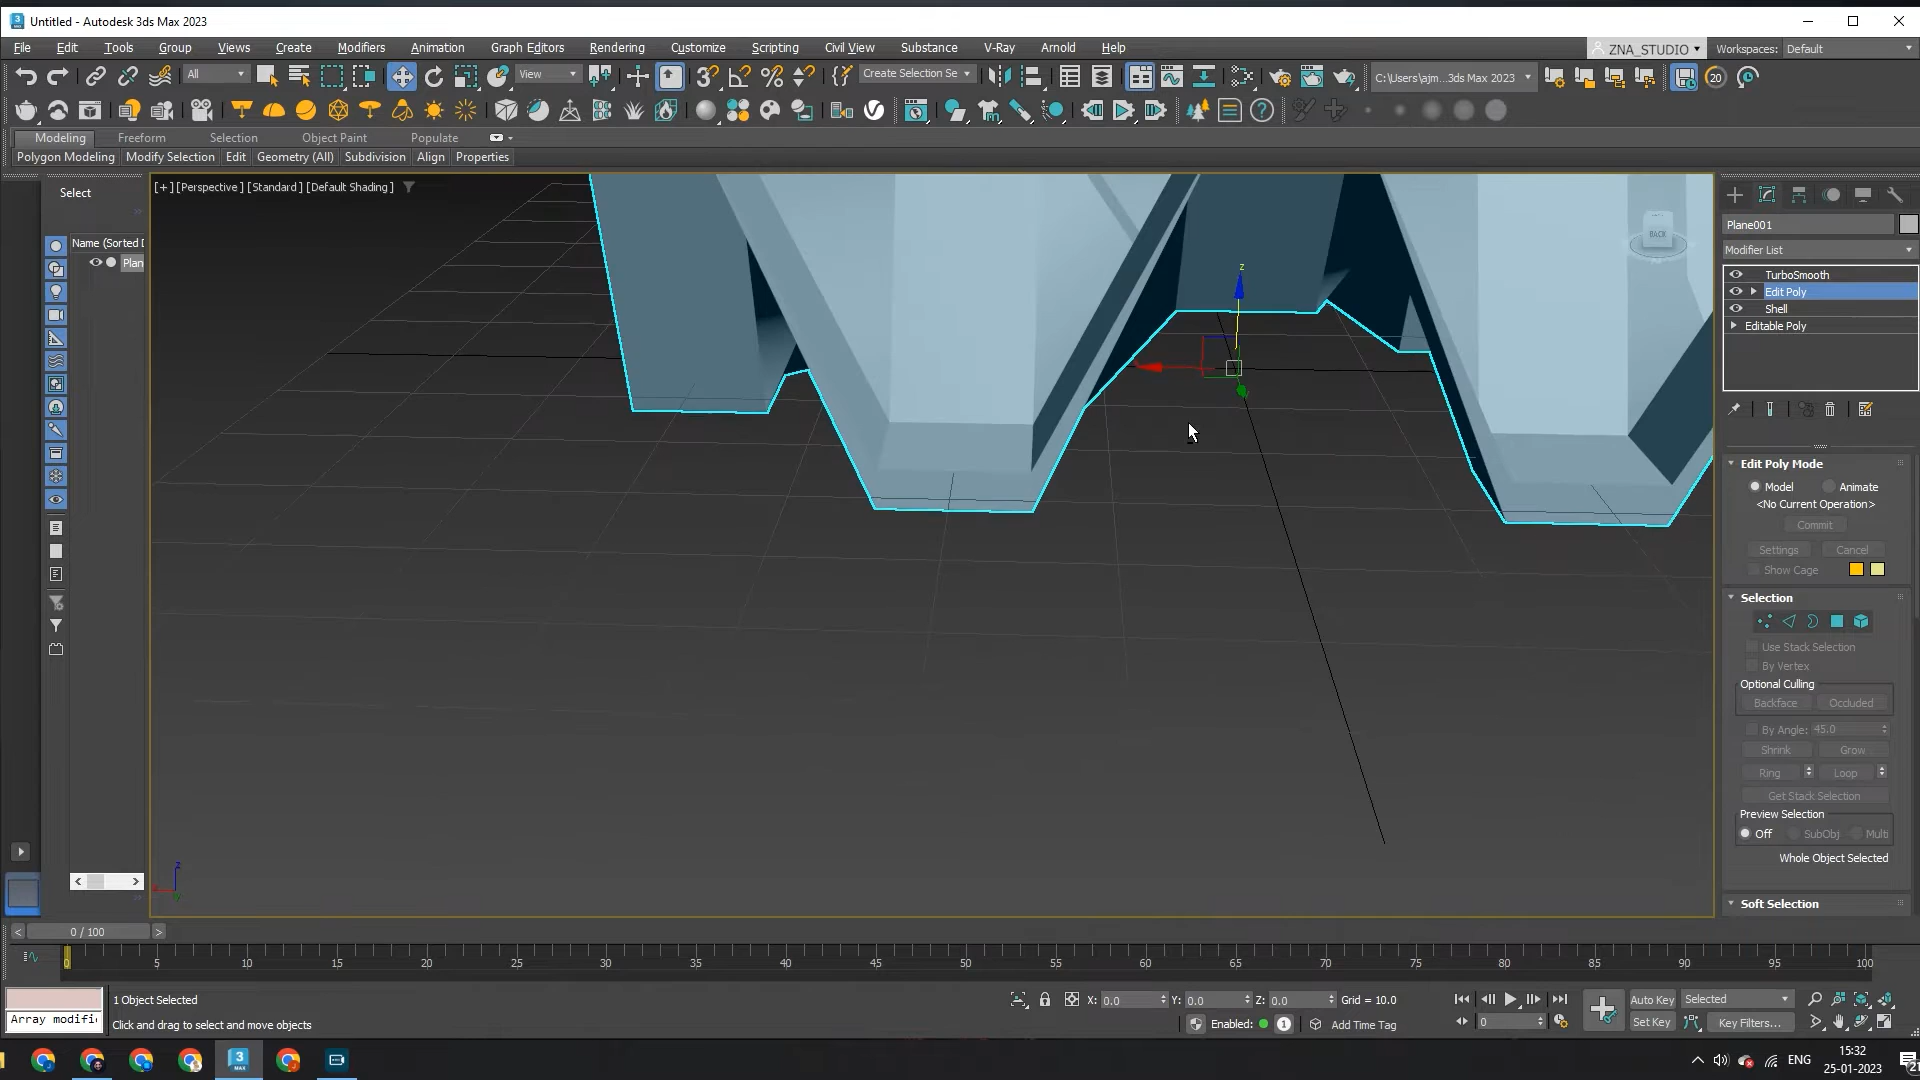 Untitled - Autodesk 3ds Max 2023
File Edit Tools Group Views Create Modifiers Animation Graph Editors Rendering Customize Scripting Civil View Substance V-Ray Arnold Help
ZNA_STUDIO Workspaces: Default
All View Create Selection Se C:\Users\ajm...3ds Max 2023 20
Modeling Freeform Selection Object Paint Populate
Polygon Modeling Modify Selection Edit Geometry (All) Subdivision Align Properties
[+] [Perspective] [Standard] [Default Shading]
Select
Name (Sorted
Plan
z
BACK
Plane001
Modifier List
TurboSmooth
Edit Poly
Shell
Editable Poly
Edit Poly Mode
Model Animate
<No Current Operation>
Commit
Settings Cancel
Show Cage
Selection
Use Stack Selection
By Vertex
Optional Culling
Backface Occluded
By Angle: 45.0
Shrink Grow
Ring Loop
Get Stack Selection
Preview Selection
Off SubObj Multi
Whole Object Selected
Soft Selection
z
< 0 / 100 >
0 5 10 15 20 25 30 35 40 45 50 55 60 65 70 75 80 85 90 95 100
1 Object Selected X: 0.0 Y: 0.0 Z: 0.0 Grid = 10.0 Auto Key Selected
Array modifi Click and drag to select and move objects Enabled: 1 Add Time Tag 0 Set Key Key Filters...
ENG 15:32
25-01-2023